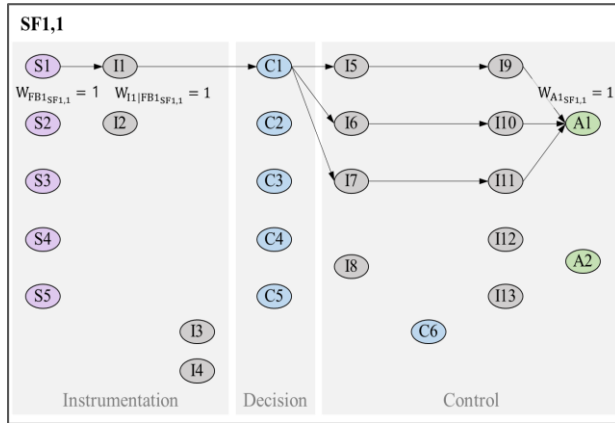 SF1,1
S1 I1 C1 I5 I9
W_FB1_SF1,1 = 1 W_I1|FB1_SF1,1 = 1 W_A1_SF1,1 = 1
S2 I2 C2 I6 I10 A1
S3 C3 I7 I11
S4 C4 I12
I8 A2
S5 C5 I13
I3 C6
I4
Instrumentation Decision Control